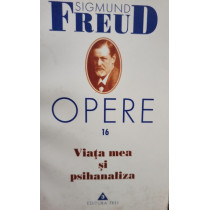 SIGMUND
FREUD
OPERE
16
Viața mea
și
psihanaliza
EDITURA TREI